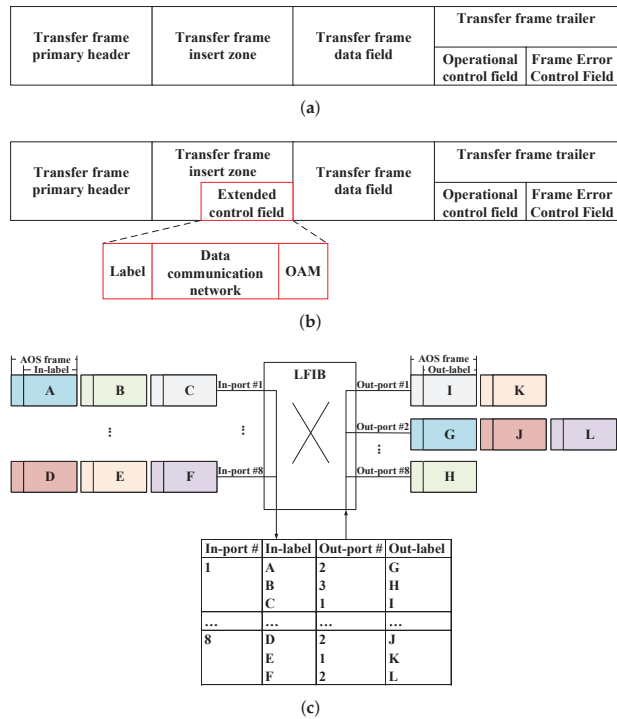 Transfer frame
primary header
Transfer frame
insert zone
Transfer frame
data field
Transfer frame trailer
Operational
control field
Frame Error
Control Field
(a)
Transfer frame
primary header
Transfer frame
insert zone
Extended
control field
Transfer frame
data field
Transfer frame trailer
Operational
control field
Frame Error
Control Field
Label
Data
communication
network
OAM
(b)
AOS frame
In-label
A
B
C
In-port #1
...
...
D
E
F
In-port #8
LFIB
AOS frame
Out-label
Out-port #1
I
K
Out-port #2
...
G
J
L
Out-port #8
H
In-port # In-label Out-port # Out-label
1 A 2 G
B 3 H
C 1 I
... ... ... ...
8 D 2 J
E 1 K
F 2 L
(c)